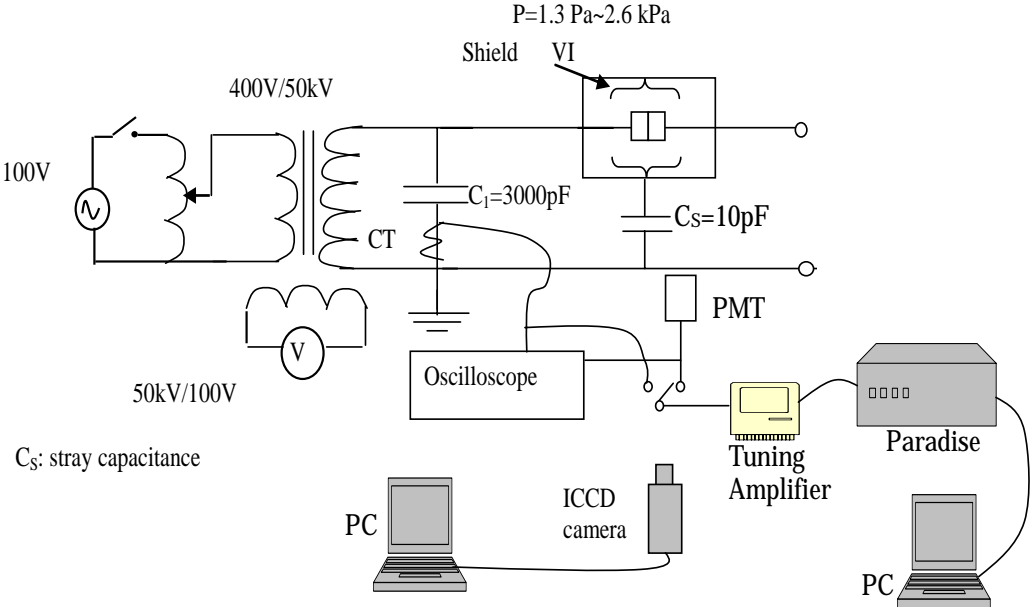 P=1.3 Pa~2.6 kPa
Shield VI
400V/50kV
100V
C₁=3000pF
CT
Cₛ=10pF
PMT
V
Oscilloscope
50kV/100V
Paradise
Cₛ: stray capacitance
Tuning
Amplifier
ICCD
camera
PC
PC